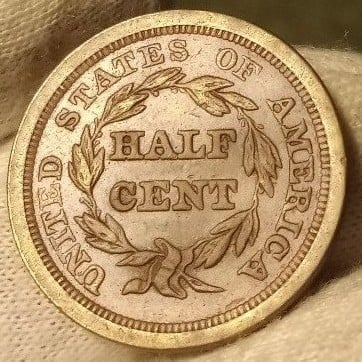 UNITED STATES OF AMERICA
HALF
CENT